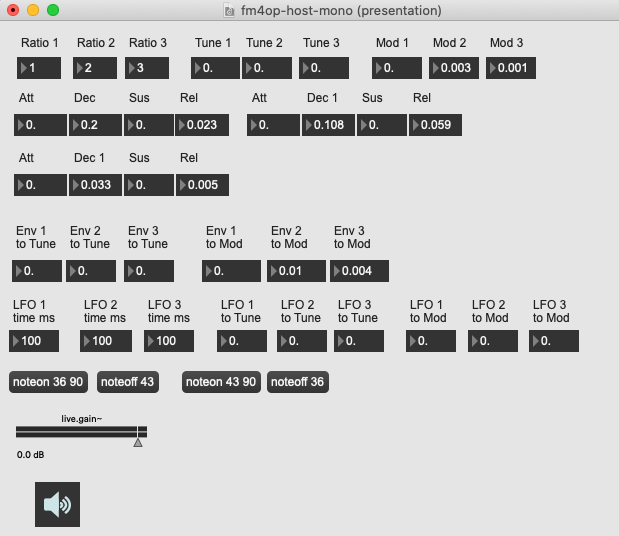 fm4op-host-mono (presentation)
Ratio 1 Ratio 2 Ratio 3 Tune 1 Tune 2 Tune 3 Mod 1 Mod 2 Mod 3
1 2 3 0. 0. 0. 0. 0.003 0.001
Att Dec Sus Rel Att Dec 1 Sus Rel
0. 0.2 0. 0.023 0. 0.108 0. 0.059
Att Dec 1 Sus Rel
0. 0.033 0. 0.005
Env 1 Env 2 Env 3 Env 1 Env 2 Env 3
to Tune to Tune to Tune to Mod to Mod to Mod
0. 0. 0. 0. 0.01 0.004
LFO 1 LFO 2 LFO 3 LFO 1 LFO 2 LFO 3 LFO 1 LFO 2 LFO 3
time ms time ms time ms to Tune to Tune to Tune to Mod to Mod to Mod
100 100 100 0. 0. 0. 0. 0. 0.
noteon 36 90 noteoff 43 noteon 43 90 noteoff 36
live.gain~
0.0 dB